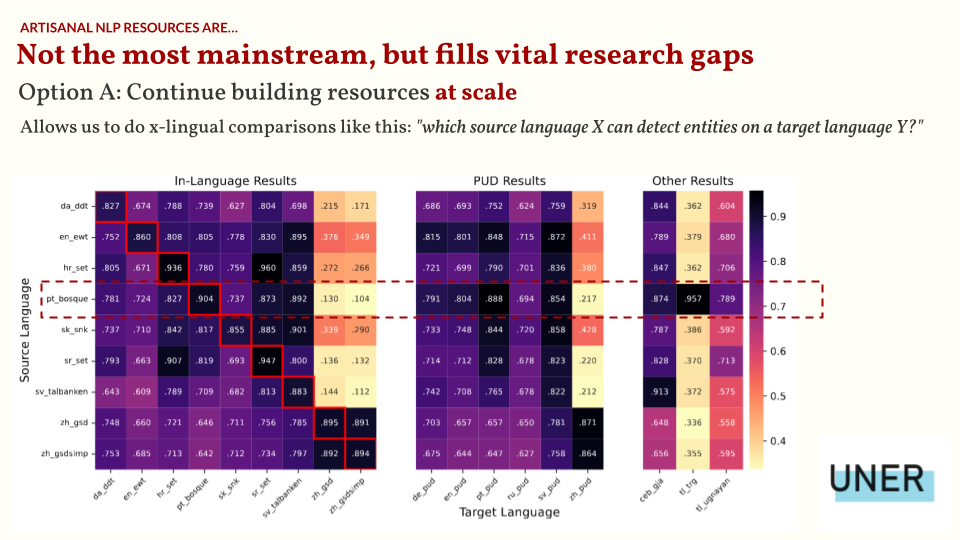 ARTISANAL NLP RESOURCES ARE...
Not the most mainstream, but fills vital research gaps
Option A: Continue building resources at scale
Allows us to do x-lingual comparisons like this: "which source language X can detect entities on a target language Y?"
In-Language Results PUD Results Other Results
da_ddt .827 .674 .788 .739 .627 .804 .698 .215 .171 .686 .693 .752 .624 .759 .319 .844 .362 .604
en_ewt .752 .860 .808 .805 .778 .830 .895 .376 .349 .815 .801 .848 .715 .872 .411 .789 .379 .680
hr_set .805 .671 .936 .780 .759 .960 .859 .272 .266 .721 .699 .790 .701 .836 .380 .847 .362 .706
pt_bosque .781 .724 .827 .904 .737 .873 .892 .130 .104 .791 .804 .888 .694 .854 .217 .874 .957 .789
sk_snk .737 .710 .842 .817 .855 .885 .901 .339 .290 .733 .748 .844 .720 .858 .428 .787 .386 .592
sr_set .793 .663 .907 .819 .693 .947 .800 .136 .132 .714 .712 .828 .678 .823 .220 .828 .370 .713
sv_talbanken .643 .609 .789 .709 .682 .813 .883 .144 .112 .742 .708 .765 .678 .822 .212 .913 .372 .575
zh_gsd .748 .660 .721 .646 .711 .756 .785 .895 .891 .703 .657 .657 .650 .781 .871 .648 .336 .558
zh_gsdsimp .753 .685 .713 .642 .712 .734 .797 .892 .894 .675 .644 .647 .627 .758 .864 .656 .355 .595
Source Language
da_ddt en_ewt hr_set pt_bosque sk_snk sr_set sv_talbanken zh_gsd zh_gsdsimp de_pud en_pud pt_pud ru_pud sv_pud zh_pud ceb_gja tl_trg tl_ugnayan
Target Language
0.9
0.8
0.7
0.6
0.5
0.4
UNER